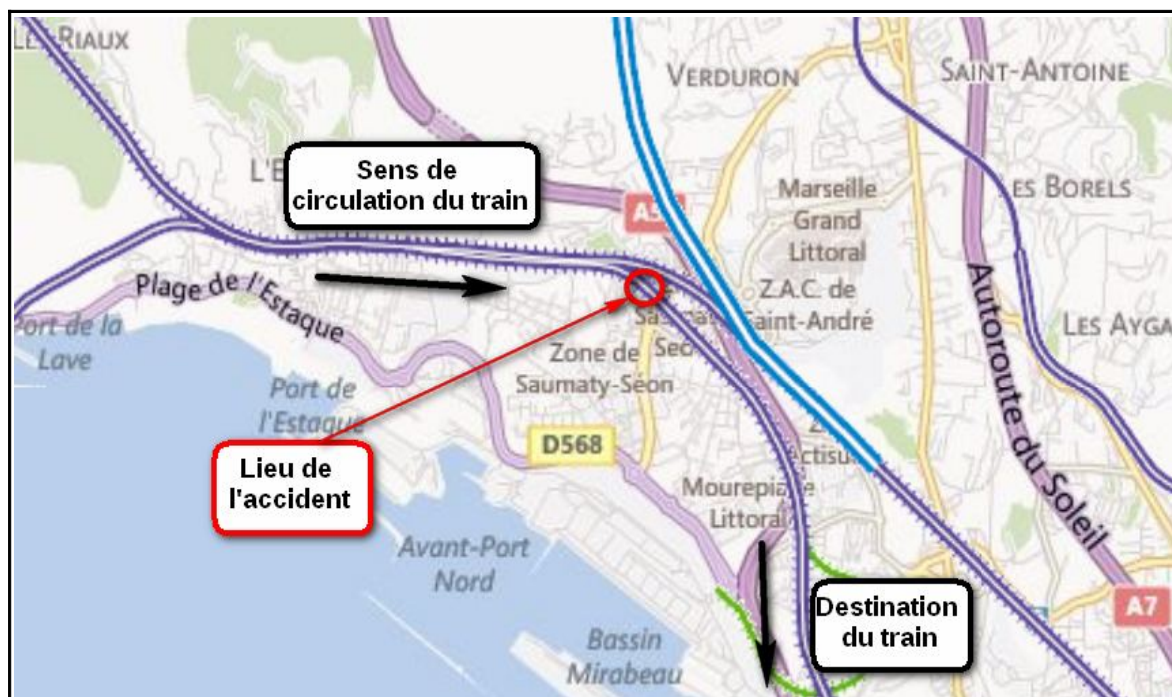 LES RIAUX
VERDURON
SAINT-ANTOINE
Sens de
circulation du train
Marseille
Grand
Littoral
ES BORELS
Plage de l'Estaque
Z.A.C. de
Saint-André
Autoroute du Soleil
LES AYGA
Port de la
Lave
Zone de
Saumaty-Séon
Port de
l'Estaque
D568
Lieu de
l'accident
Mourepiane
Littoral
Avant-Port
Nord
Destination
du train
A7
Bassin
Mirabeau